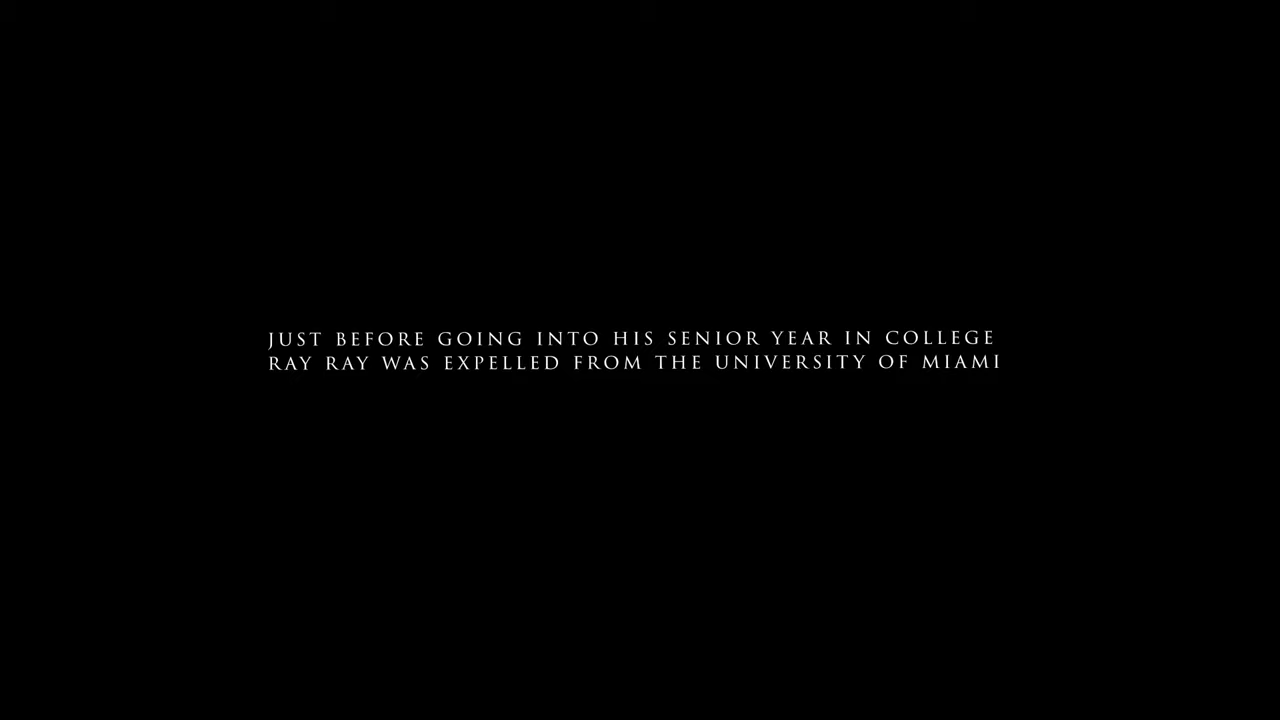 JUST BEFORE GOING INTO HIS SENIOR YEAR IN COLLEGE
RAY RAY WAS EXPELLED FROM THE UNIVERSITY OF MIAMI